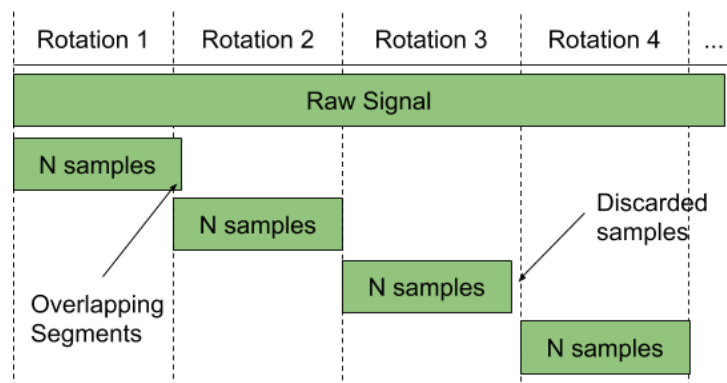 Rotation 1 Rotation 2 Rotation 3 Rotation 4 ...
Raw Signal
N samples
N samples
Discarded
samples
N samples
Overlapping
Segments
N samples